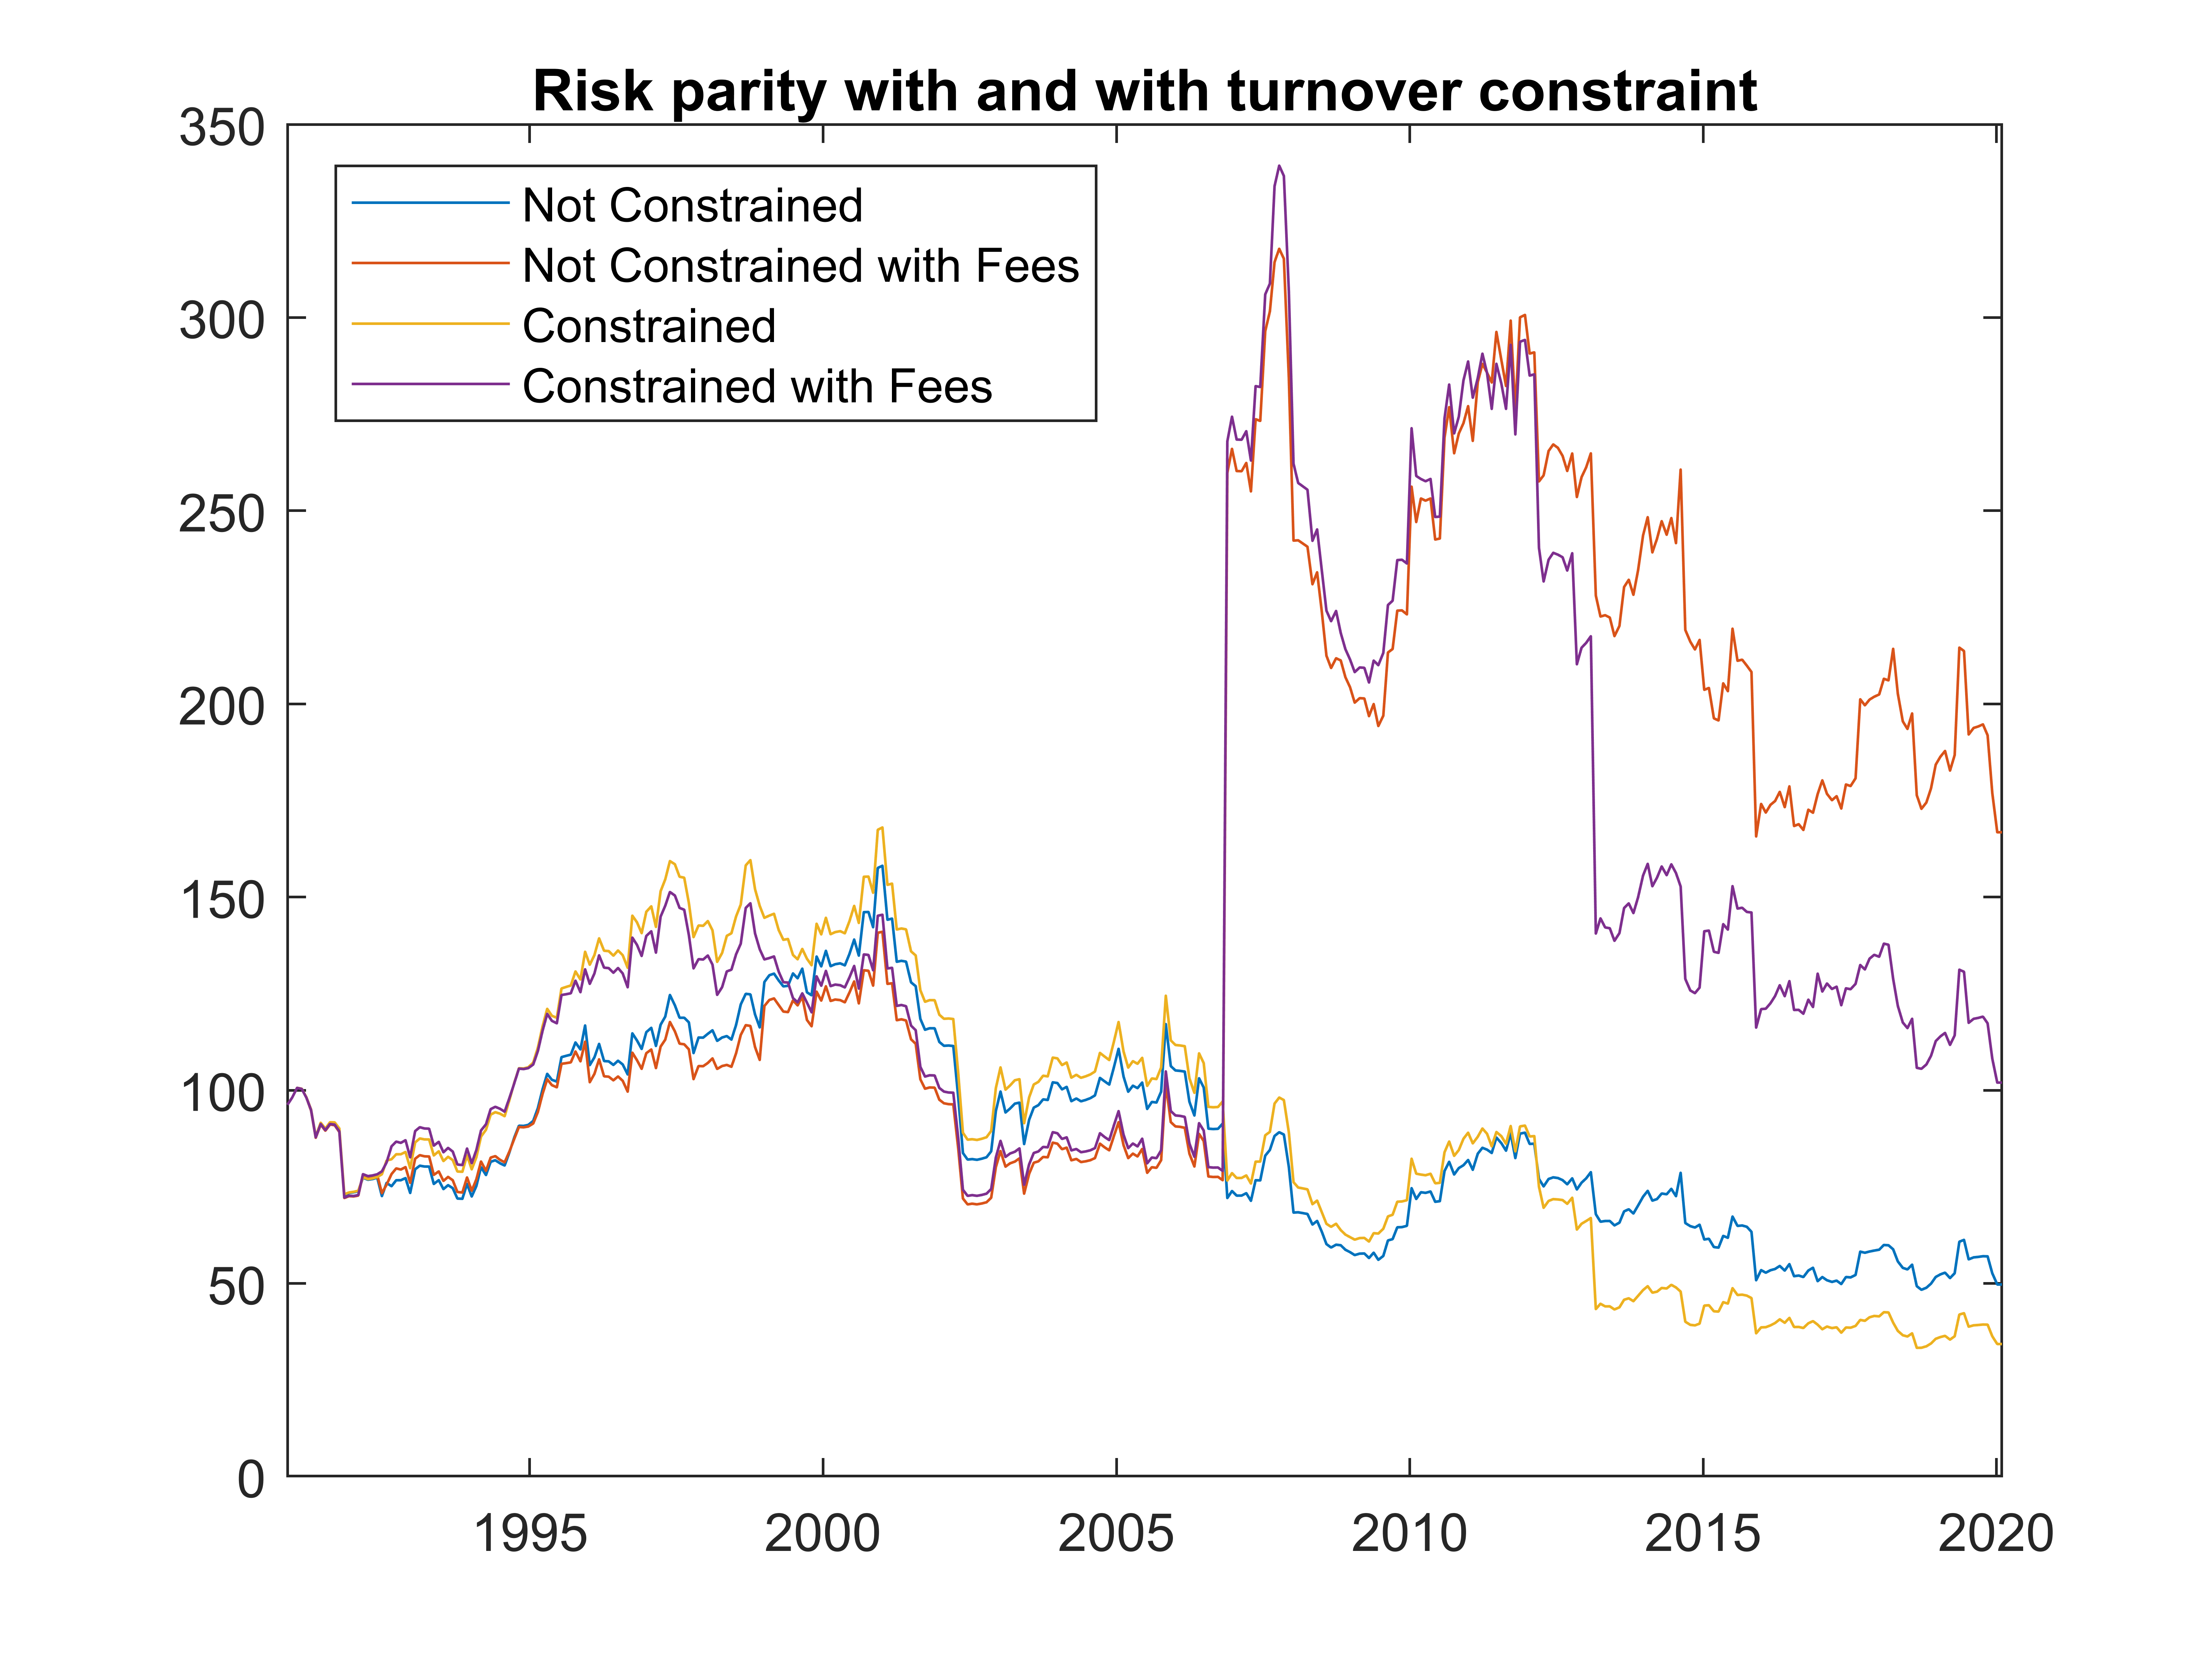 Risk parity with and with turnover constraint
350
300
250
200
150
100
50
0
Not Constrained
Not Constrained with Fees
Constrained
Constrained with Fees
1995 2000 2005 2010 2015 2020